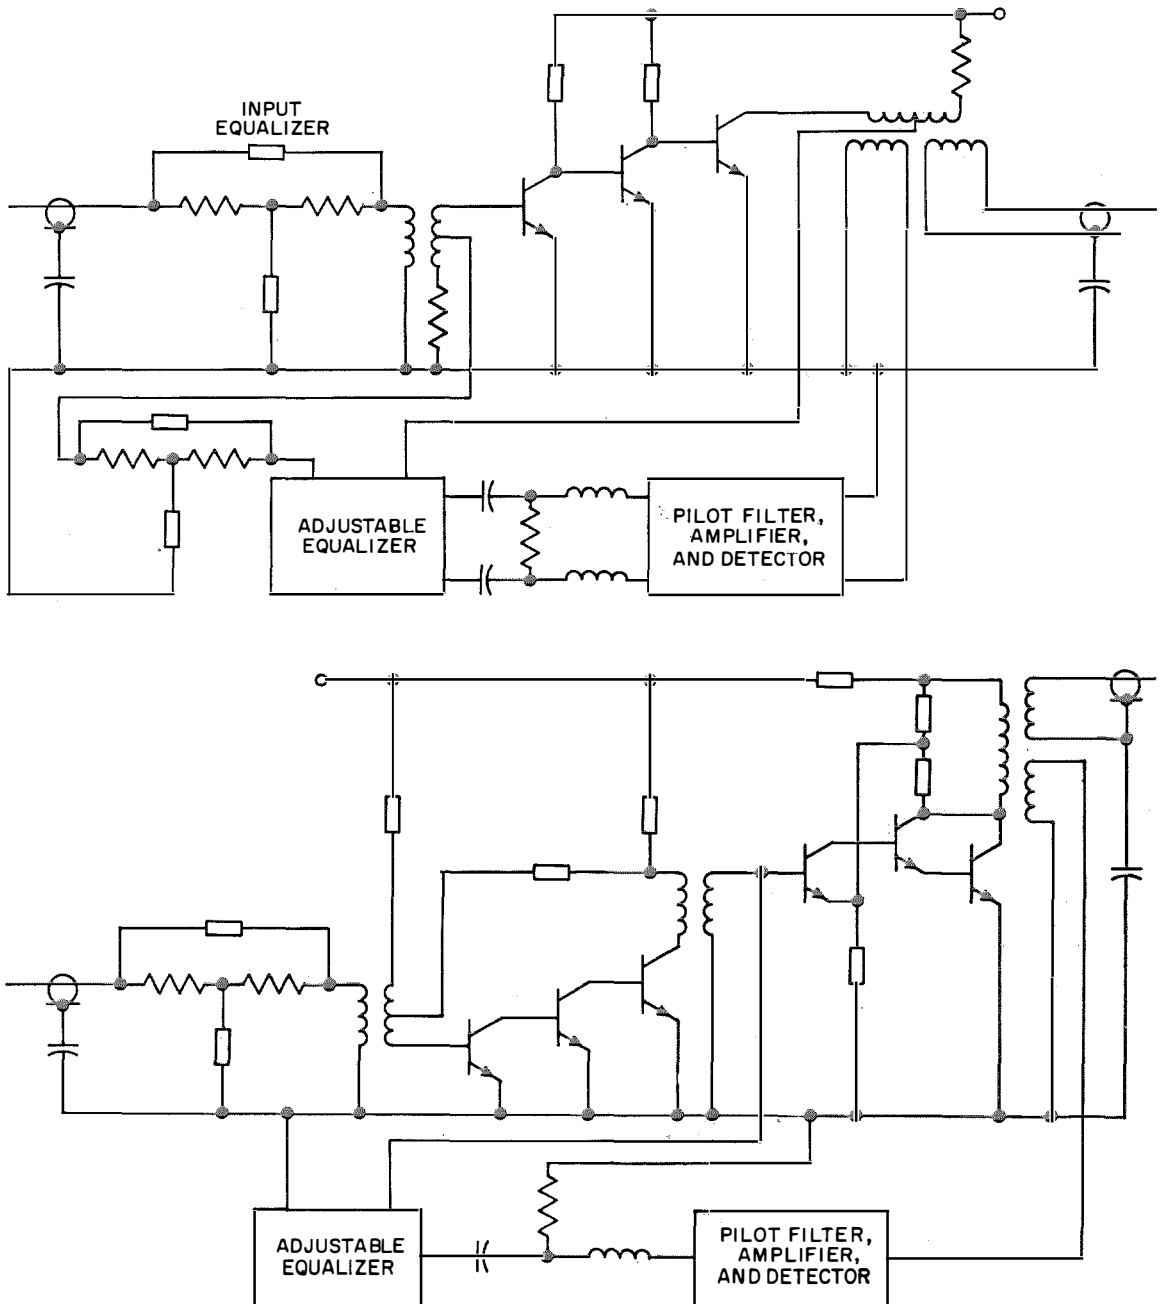 INPUT
EQUALIZER
ADJUSTABLE
EQUALIZER
PILOT FILTER,
AMPLIFIER,
AND DETECTOR
ADJUSTABLE
EQUALIZER
PILOT FILTER,
AMPLIFIER,
AND DETECTOR